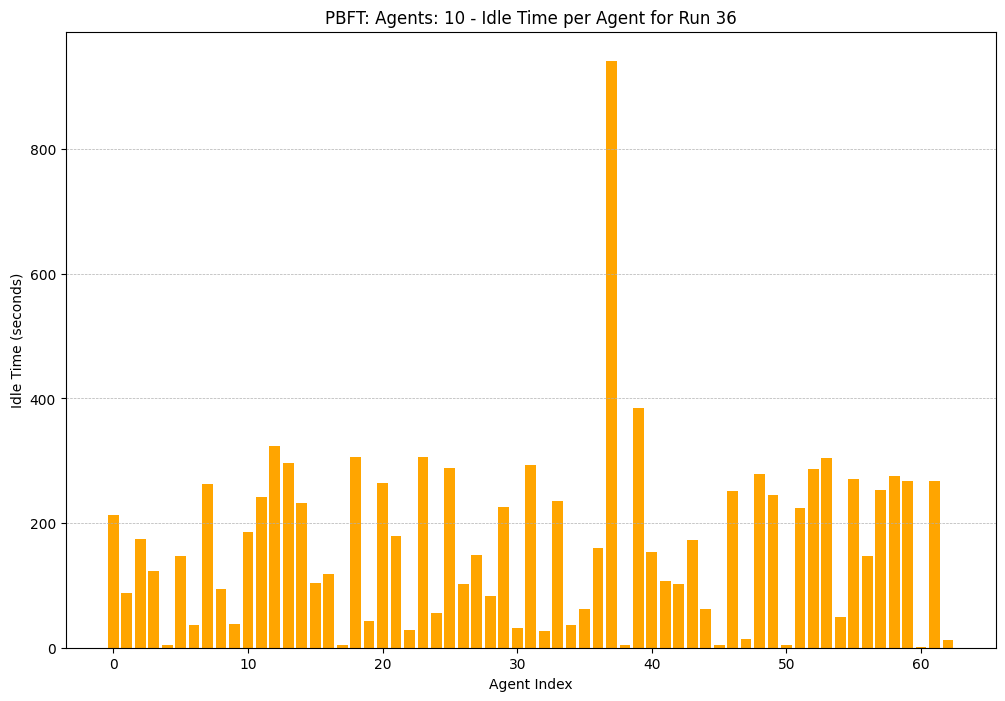 PBFT: Agents: 10 - Idle Time per Agent for Run 36
Idle Time (seconds)
800
600
400
200
0
0 10 20 30 40 50 60
Agent Index